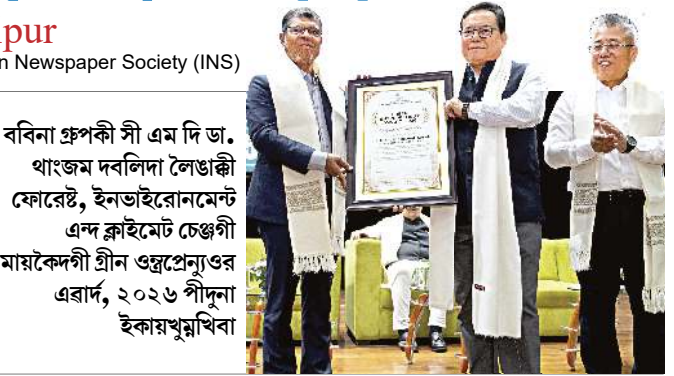 pur
n Newspaper Society (INS)
ববিনা গ্রুপকী সী এম দি ডা.
থাংজম দবলিদা লৈঙাক্কী
ফোরেষ্ট, ইনভাইরোনমেন্ট
এন্দ ক্লাইমেট চেঞ্জগী
মায়কৈদগী গ্রীন ওন্ত্রপ্রেন্যুওর
এৱার্দ, ২০২৬ পীদুনা
ইকায়খুম্নখিবা